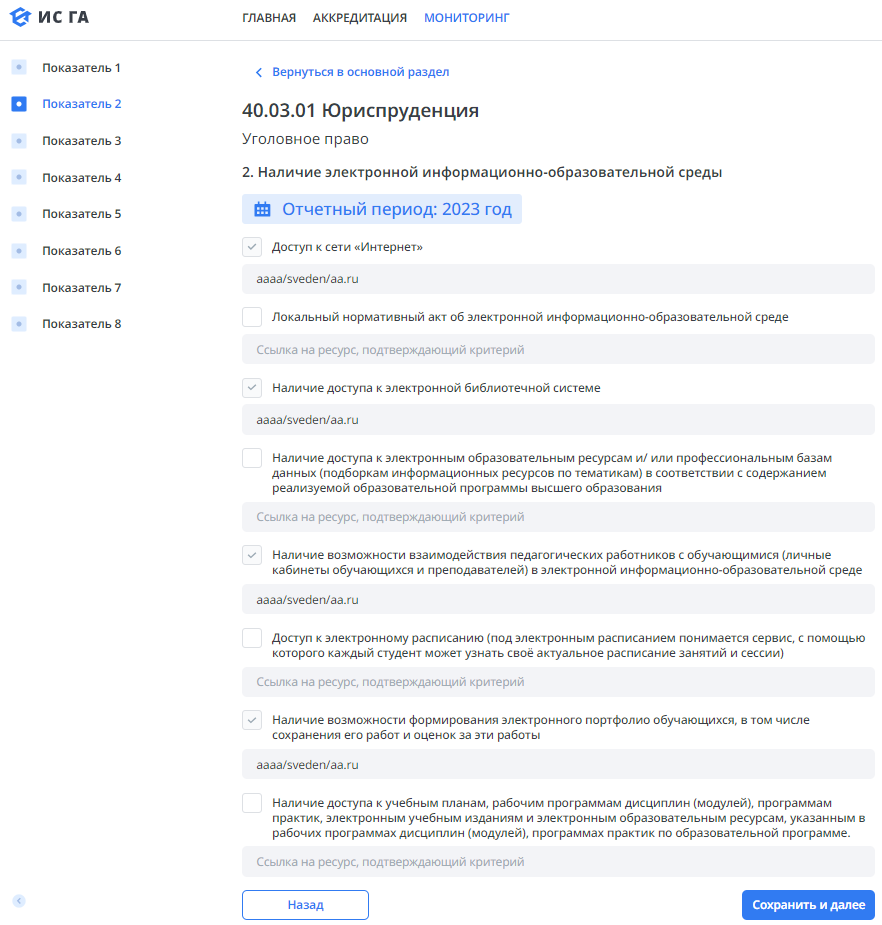 ИС ГА
ГЛАВНАЯ АККРЕДИТАЦИЯ МОНИТОРИНГ
Показатель 1
Показатель 2
Показатель 3
Показатель 4
Показатель 5
Показатель 6
Показатель 7
Показатель 8
Вернуться в основной раздел
40.03.01 Юриспруденция
Уголовное право
2. Наличие электронной информационно-образовательной среды
Отчетный период: 2023 год
Доступ к сети «Интернет»
aaaa/sveden/aa.ru
Локальный нормативный акт об электронной информационно-образовательной среде
Ссылка на ресурс, подтверждающий критерий
Наличие доступа к электронной библиотечной системе
aaaa/sveden/aa.ru
Наличие доступа к электронным образовательным ресурсам и/ или профессиональным базам
данных (подборкам информационных ресурсов по тематикам) в соответствии с содержанием
реализуемой образовательной программы высшего образования
Ссылка на ресурс, подтверждающий критерий
Наличие возможности взаимодействия педагогических работников с обучающимися (личные
кабинеты обучающихся и преподавателей) в электронной информационно-образовательной среде
aaaa/sveden/aa.ru
Доступ к электронному расписанию (под электронным расписанием понимается сервис, с помощью
которого каждый студент может узнать своё актуальное расписание занятий и сессии)
Ссылка на ресурс, подтверждающий критерий
Наличие возможности формирования электронного портфолио обучающихся, в том числе
сохранения его работ и оценок за эти работы
aaaa/sveden/aa.ru
Наличие доступа к учебным планам, рабочим программам дисциплин (модулей), программам
практик, электронным учебным изданиям и электронным образовательным ресурсам, указанным в
рабочих программах дисциплин (модулей), программах практик по образовательной программе.
Ссылка на ресурс, подтверждающий критерий
Назад
Сохранить и далее